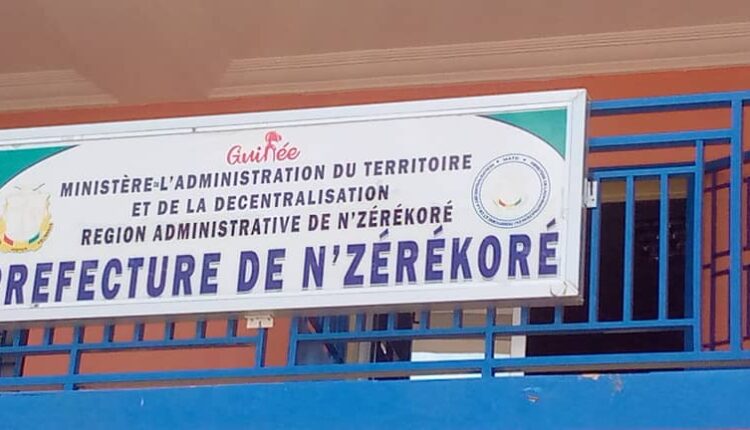 Guinée
MINISTÈRE L'ADMINISTRATION DU TERRITOIRE
ET DE LA DECENTRALISATION
REGION ADMINISTRATIVE DE N'ZÉRÉKORÉ
PREFECTURE DE N'ZÉRÉKORÉ